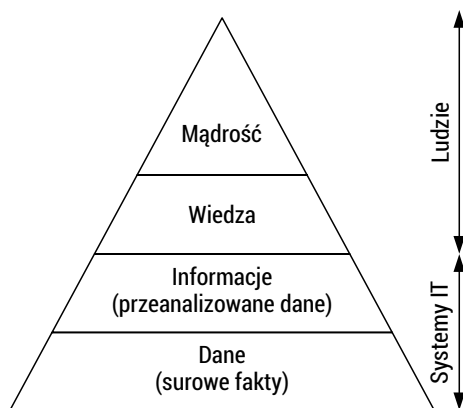 Mądrość
Wiedza
Informacje
(przeanalizowane dane)
Dane
(surowe fakty)
Ludzie
Systemy IT